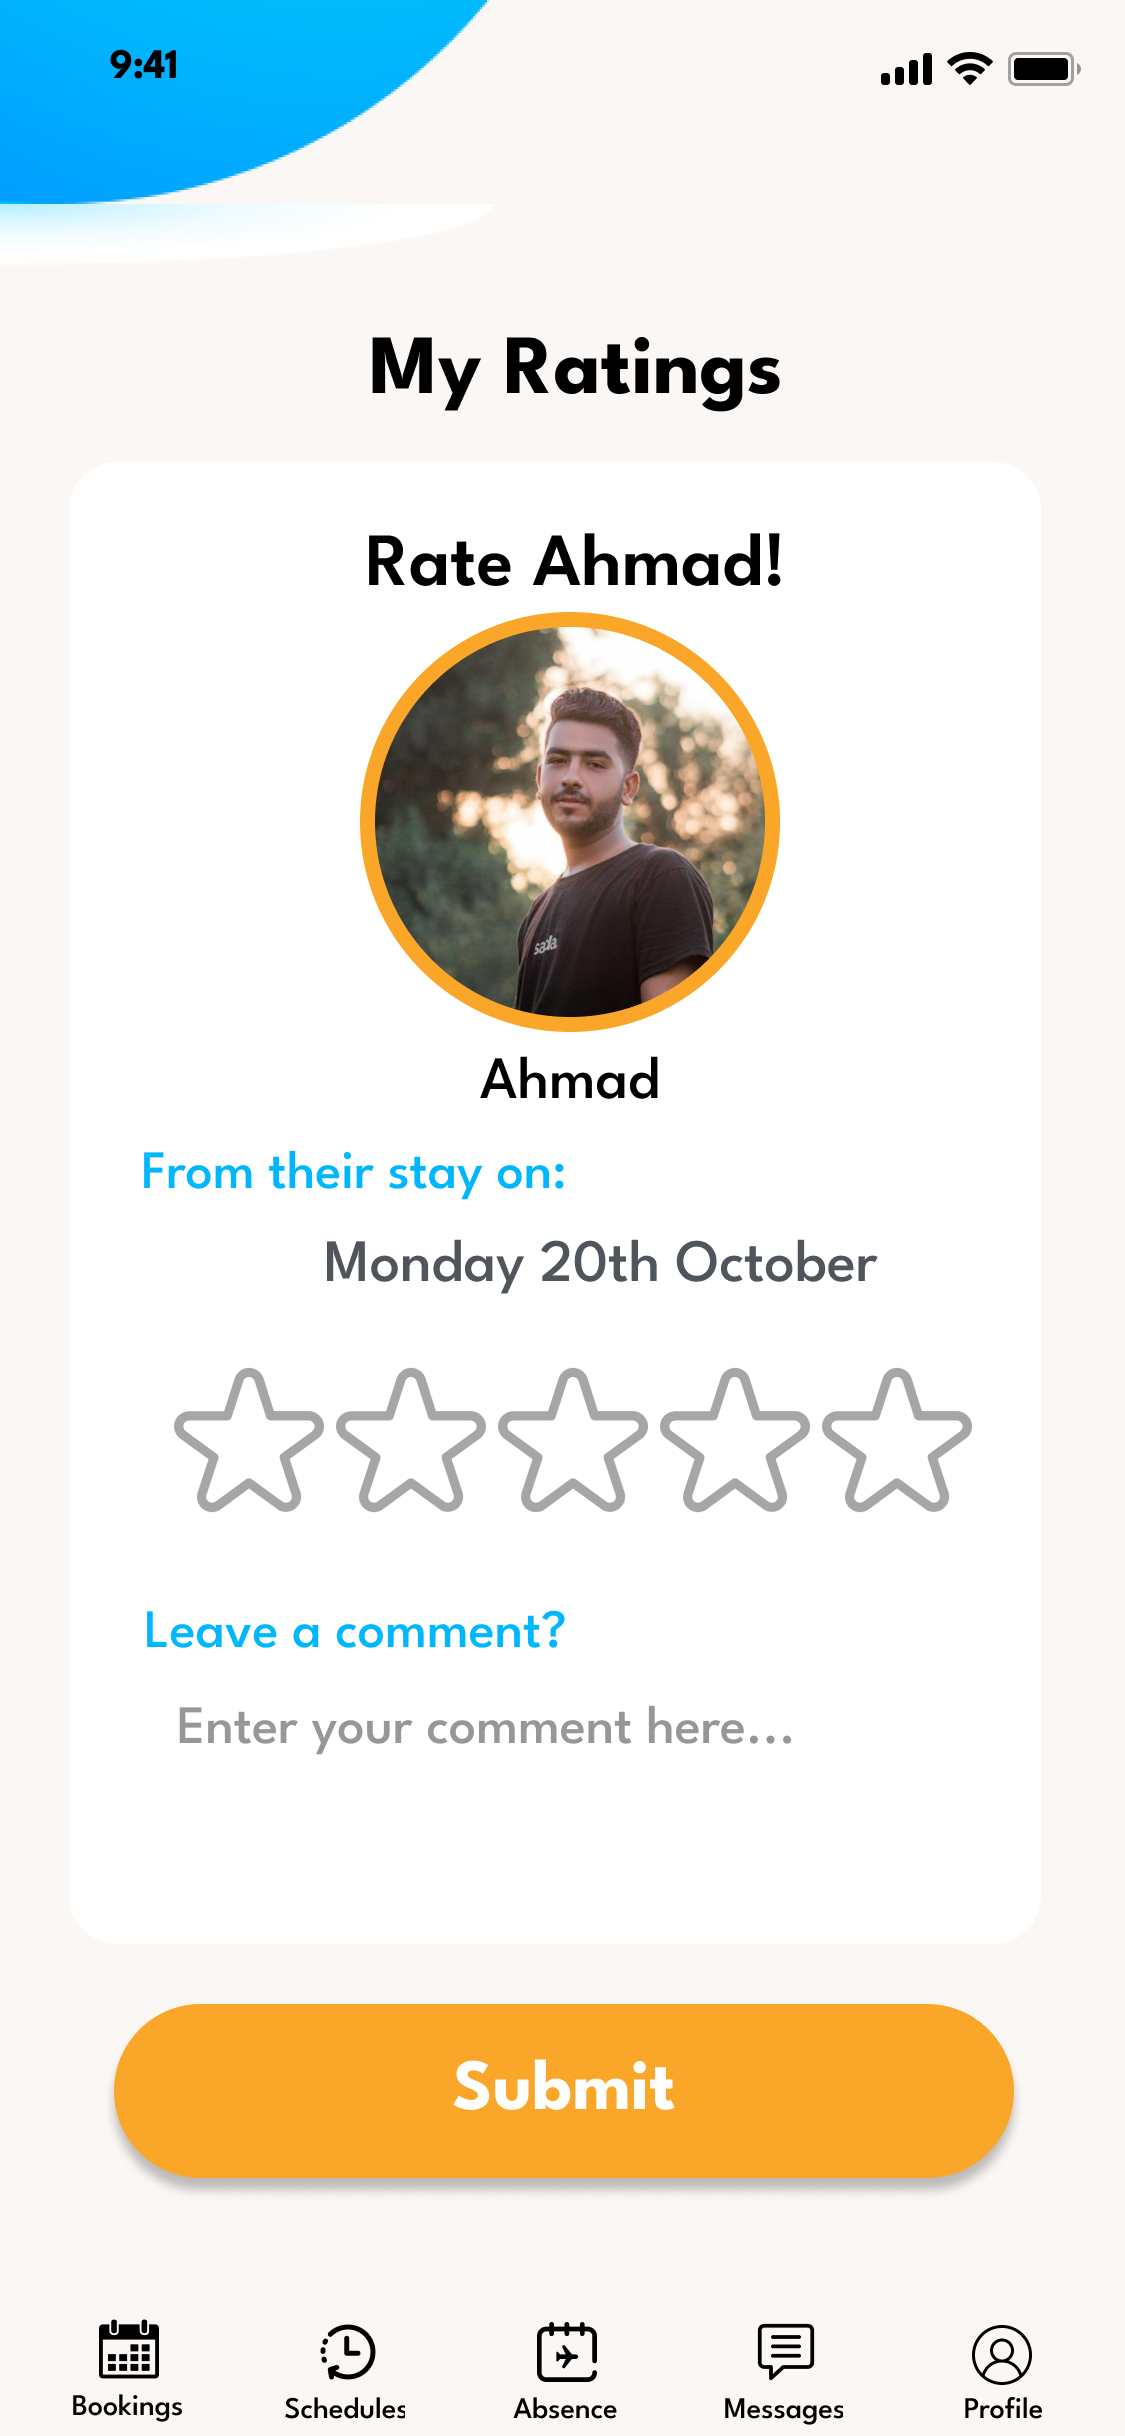 9:41
My Ratings
Rate Ahmad!
sada
Ahmad
From their stay on:
Monday 20th October
Leave a comment?
Enter your comment here...
Submit
Bookings
Schedules
Absence
Messages
Profile